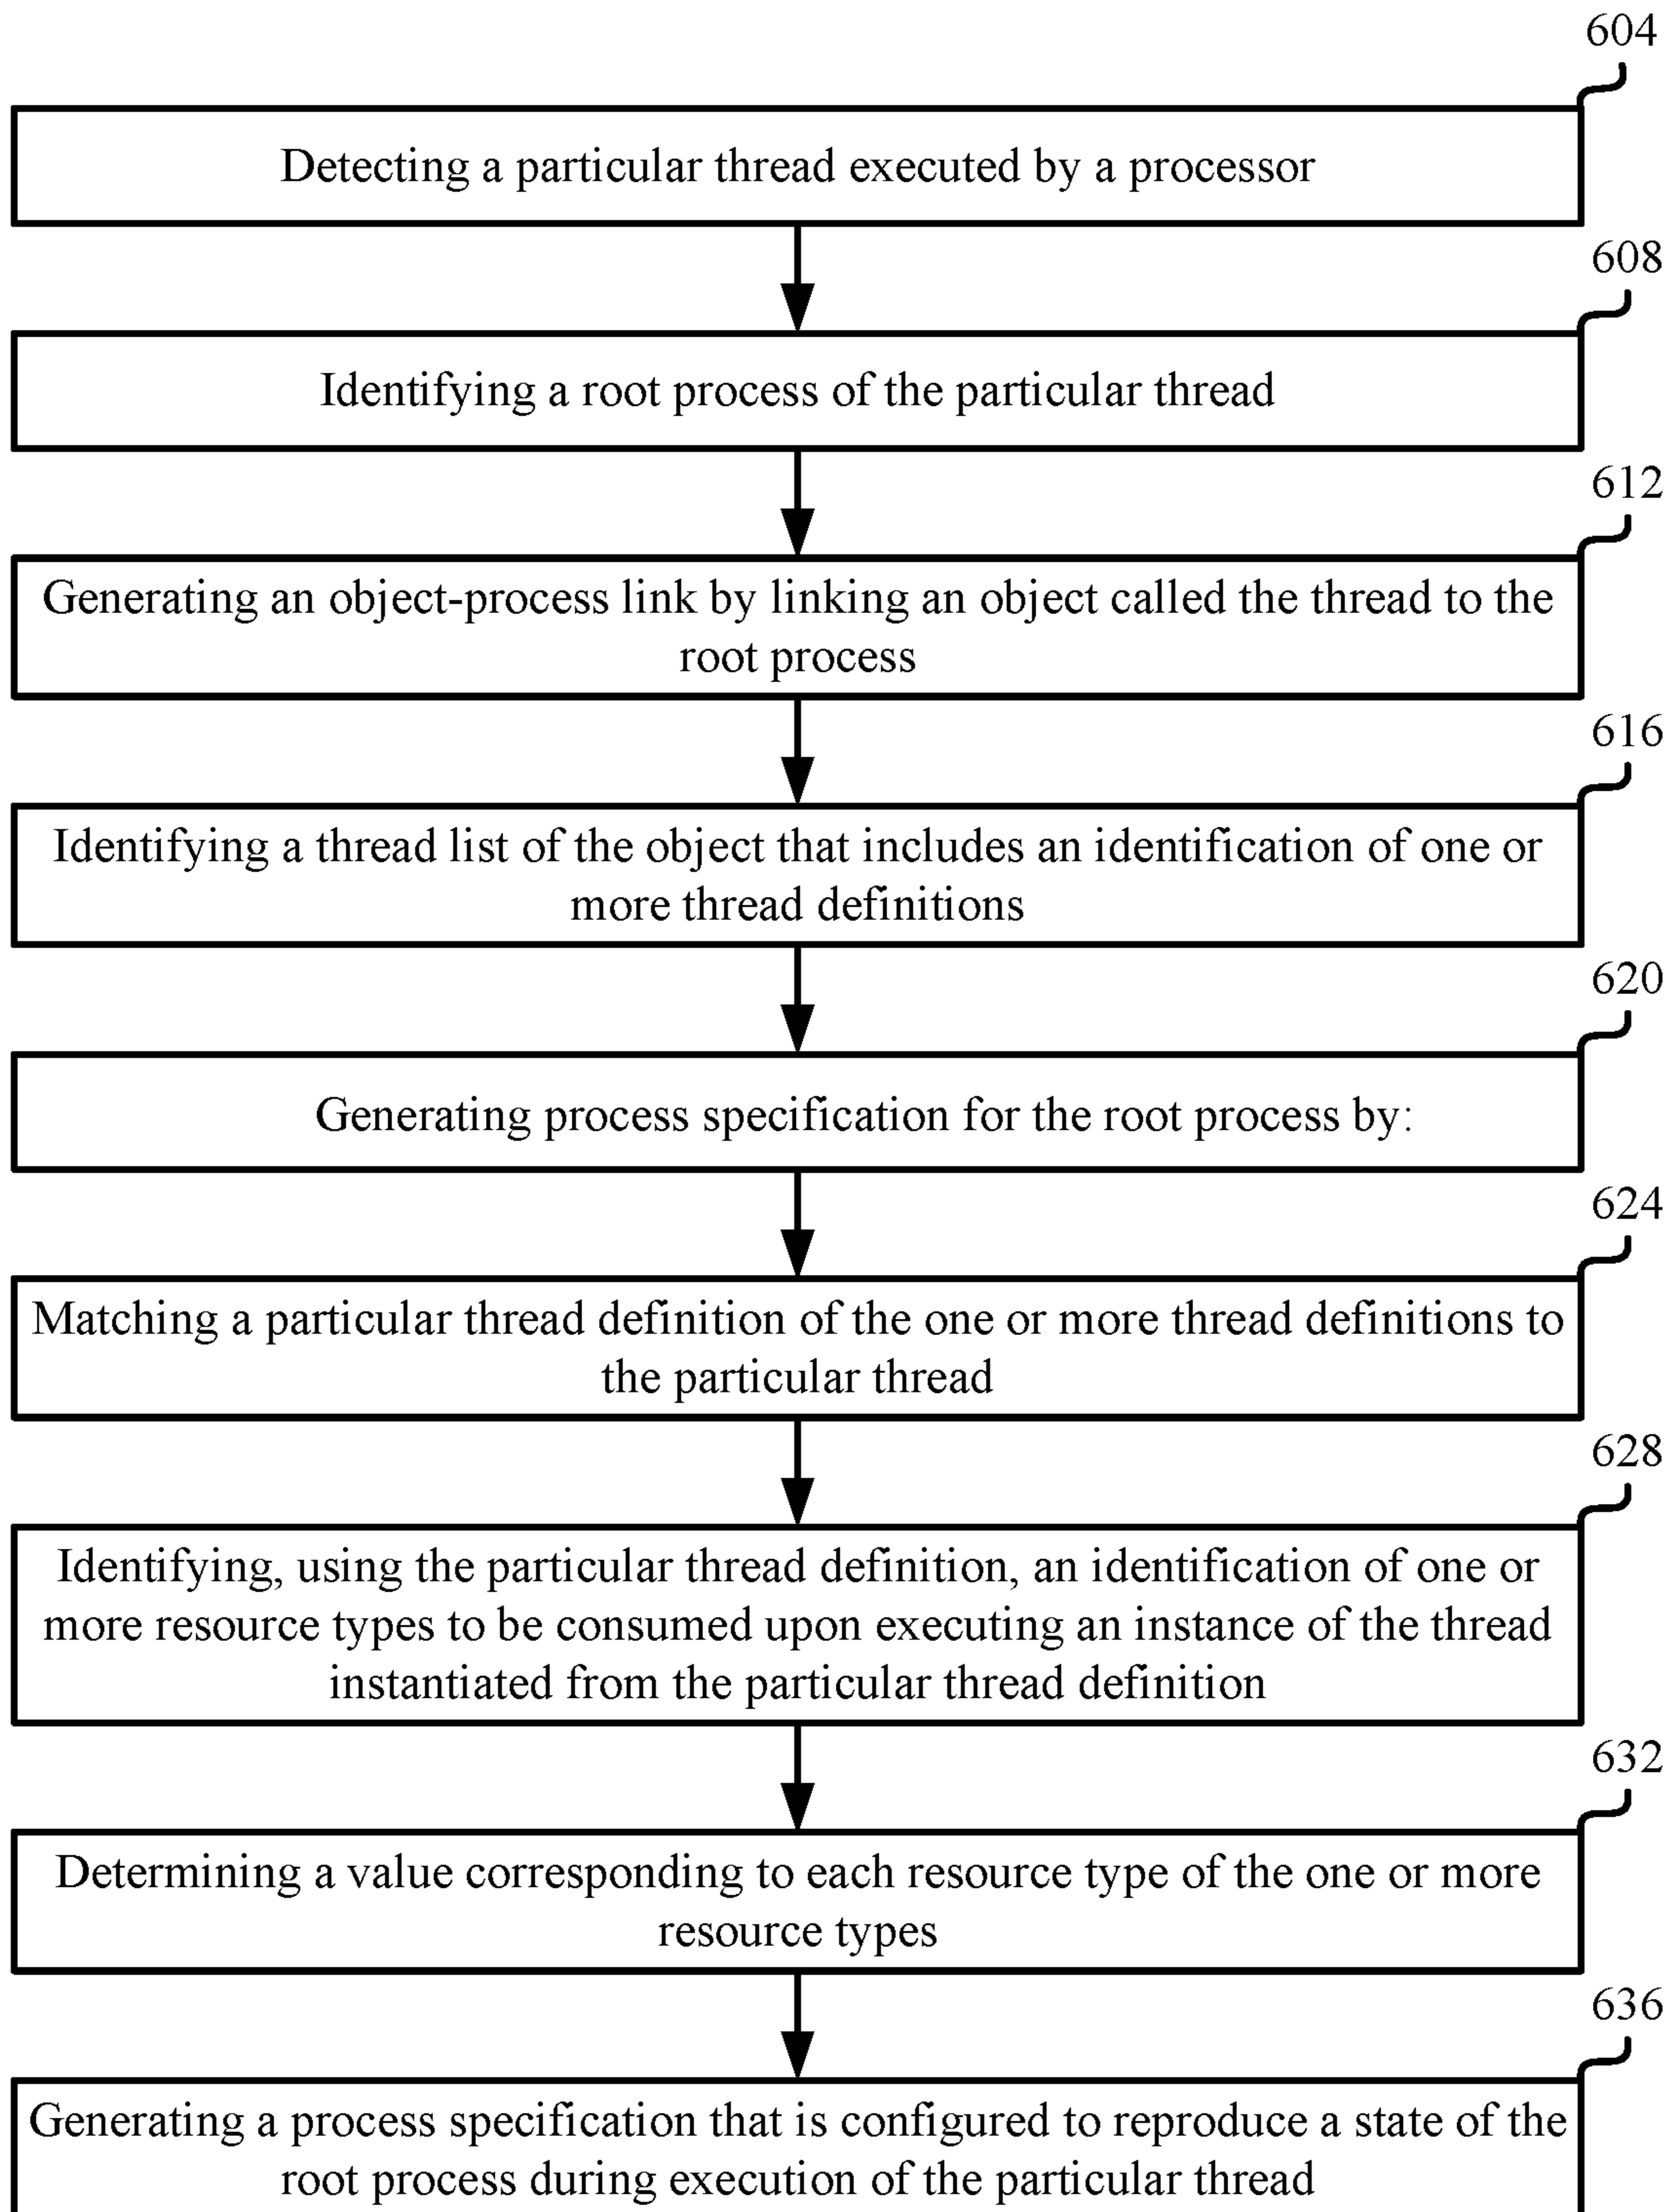 604
Detecting a particular thread executed by a processor
608
Identifying a root process of the particular thread
612
Generating an object-process link by linking an object called the thread to the
root process
616
Identifying a thread list of the object that includes an identification of one or
more thread definitions
620
Generating process specification for the root process by:
624
Matching a particular thread definition of the one or more thread definitions to
the particular thread
628
Identifying, using the particular thread definition, an identification of one or
more resource types to be consumed upon executing an instance of the thread
instantiated from the particular thread definition
632
Determining a value corresponding to each resource type of the one or more
resource types
636
Generating a process specification that is configured to reproduce a state of the
root process during execution of the particular thread